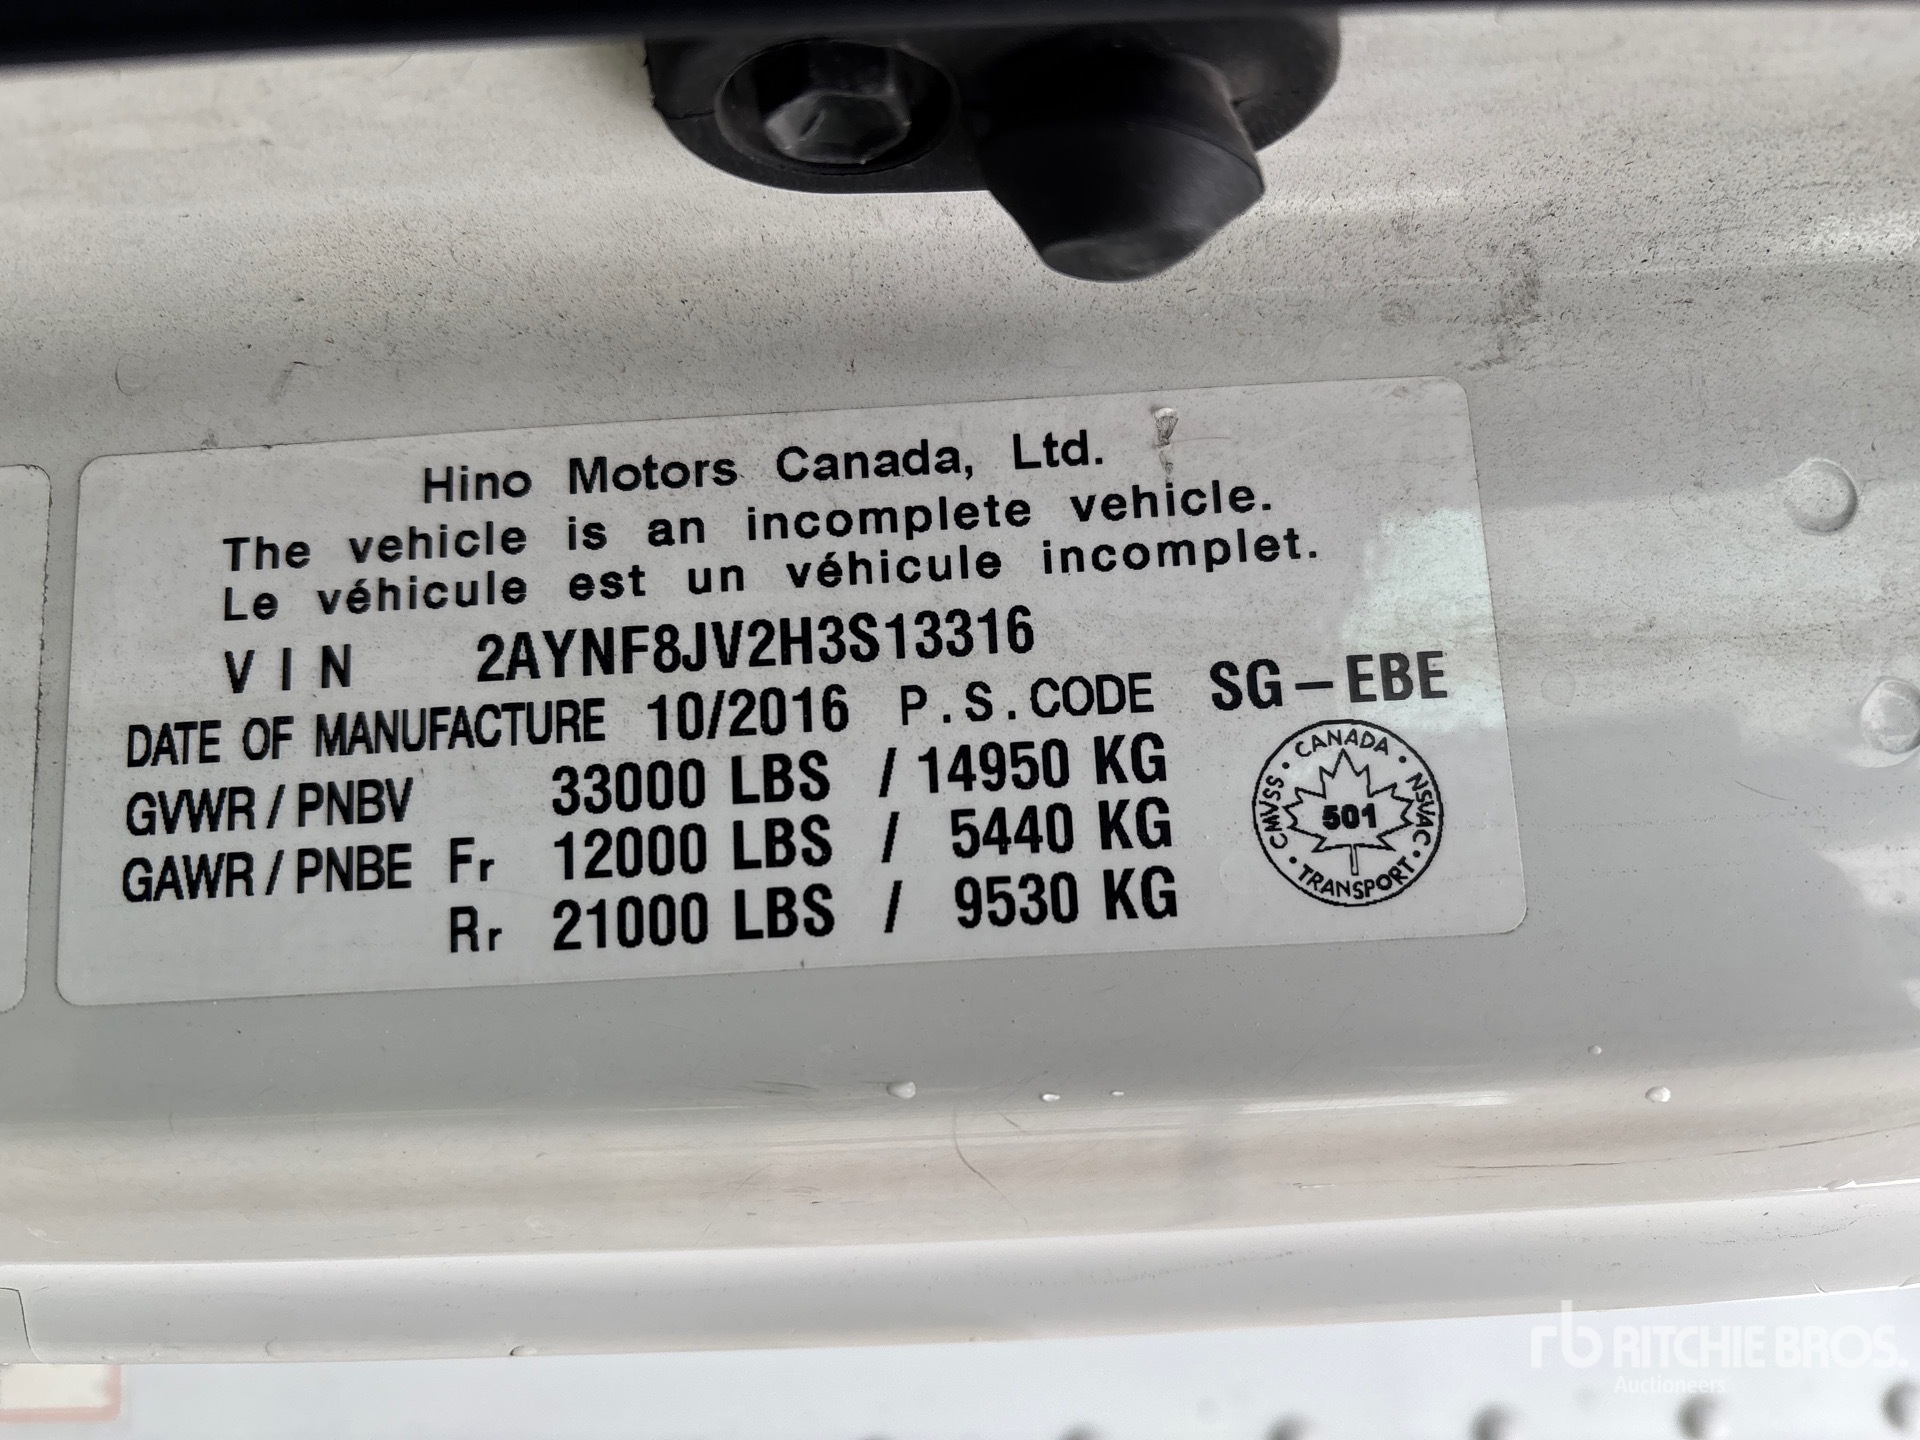 Hino Motors Canada, Ltd.
The vehicle is an incomplete vehicle.
Le véhicule est un véhicule incomplet.
VIN 2AYNF8JV2H3S13316
DATE OF MANUFACTURE 10/2016 P.S.CODE SG-EBE
GVWR / PNBV 33000 LBS / 14950 KG
GAWR / PNBE Fr 12000 LBS / 5440 KG
Rr 21000 LBS / 9530 KG
CANADA · NSVAC · TRANSPORT · CMVSS ·
501
rb RITCHIE BROS.
Auctioneers